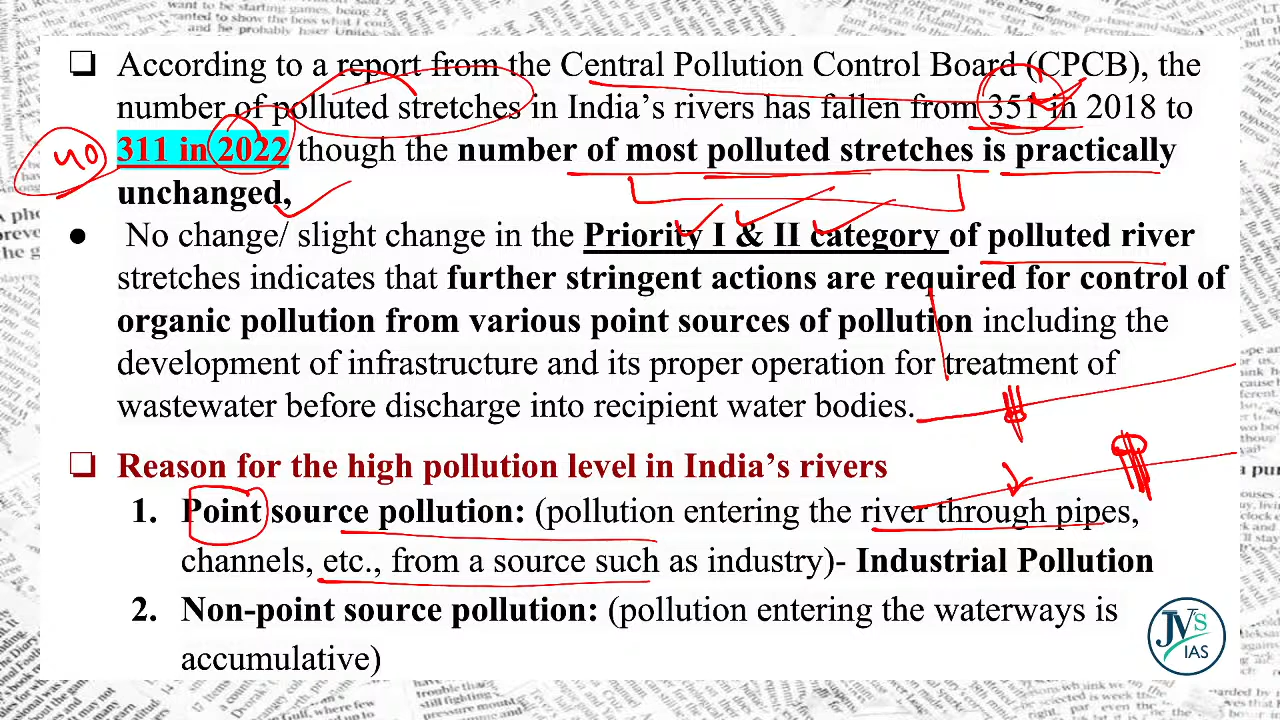 ❑ According to a report from the Central Pollution Control Board (CPCB), the
number of polluted stretches in India’s rivers has fallen from 351 in 2018 to
40
311 in 2022 though the number of most polluted stretches is practically
unchanged,
● No change/ slight change in the Priority I & II category of polluted river
stretches indicates that further stringent actions are required for control of
organic pollution from various point sources of pollution including the
development of infrastructure and its proper operation for treatment of
wastewater before discharge into recipient water bodies.
❑ Reason for the high pollution level in India’s rivers
1. Point source pollution: (pollution entering the river through pipes,
channels, etc., from a source such as industry)- Industrial Pollution
2. Non-point source pollution: (pollution entering the waterways is
accumulative)
JVS
IAS